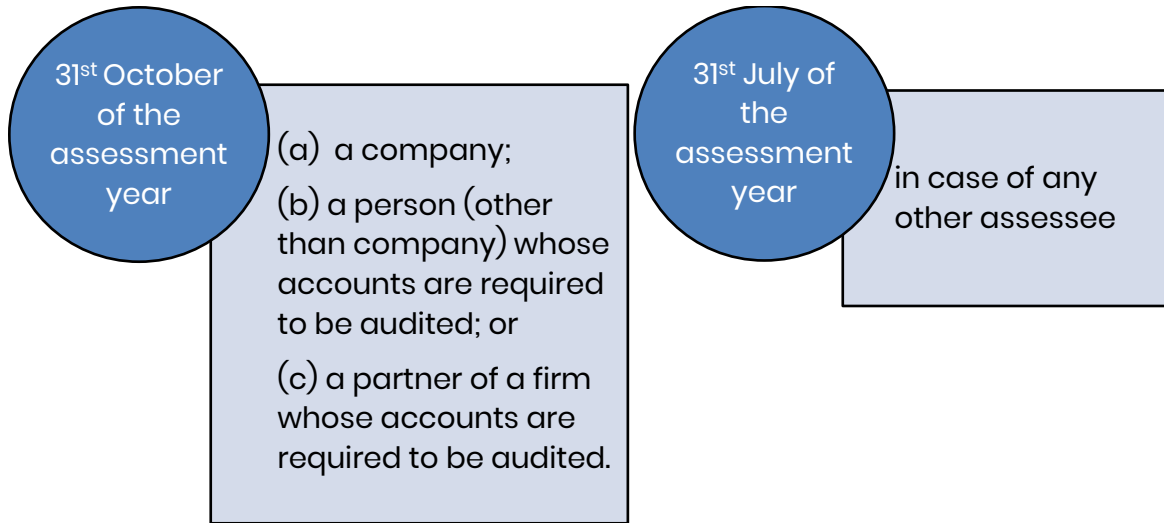 31st October
of the
assessment
year
(a) a company;
(b) a person (other
than company) whose
accounts are required
to be audited; or
(c) a partner of a firm
whose accounts are
required to be audited.
31st July of
the
assessment
year
in case of any
other assessee